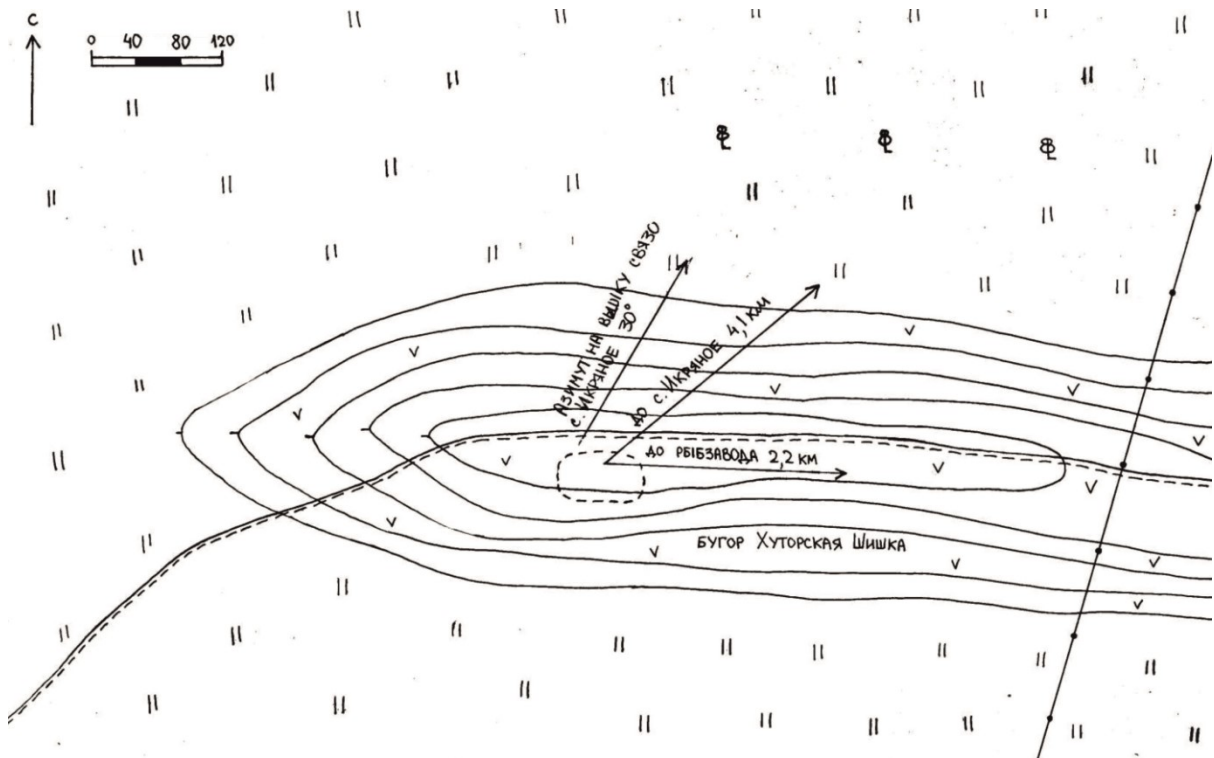 С
0 40 80 120
АЗИМУТ НА ВЫШКУ СВЯЗО
с. ИКРЯНОЕ 30°
ДО с. ИКРЯНОЕ 4,1 КМ
ДО РЫБЗАВОДА 2,2 КМ
БУГОР ХУТОРСКАЯ ШИШКА